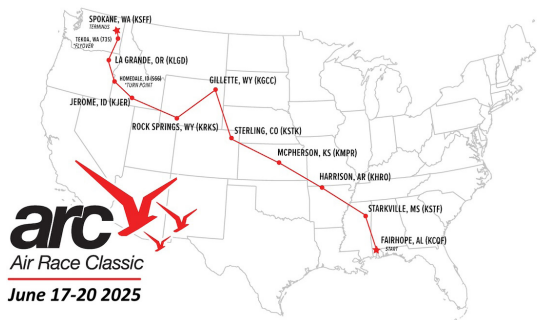 SPOKANE, WA (KSFF)
TERMINUS
TEKOA, WA (73S)
*FLYOVER
LA GRANDE, OR (KLGD)
HOMEDALE, ID (S66)
*TURN POINT
GILLETTE, WY (KGCC)
JEROME, ID (KJER)
ROCK SPRINGS, WY (KRKS)
STERLING, CO (KSTK)
MCPHERSON, KS (KMPR)
HARRISON, AR (KHRO)
STARKVILLE, MS (KSTF)
FAIRHOPE, AL (KCQF)
START
arc
Air Race Classic
June 17-20 2025